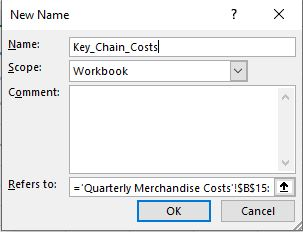 New Name
?
×
Name:
Key_Chain_Costs
Scope:
Workbook
Comment:
Refers to:
='Quarterly Merchandise Costs'!$B$15:
OK
Cancel